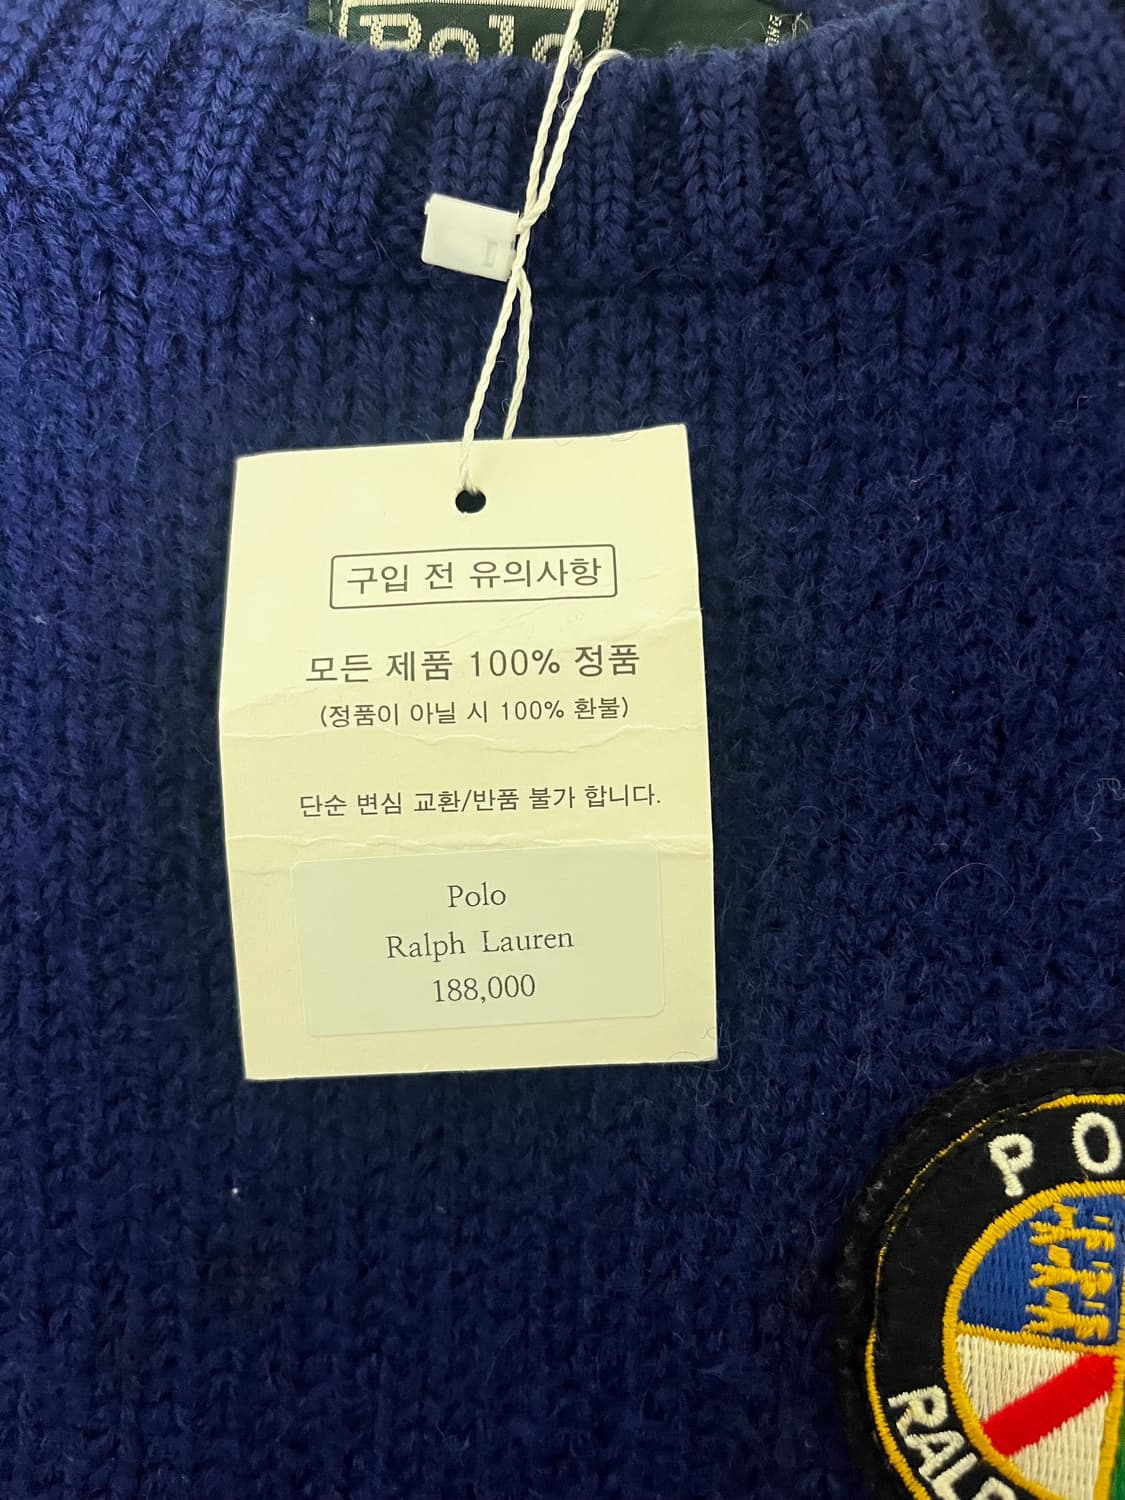 Polo
구입 전 유의사항
모든 제품 100% 정품
(정품이 아닐 시 100% 환불)
단순 변심 교환/반품 불가 합니다.
Polo
Ralph Lauren
188,000
PO
RAL